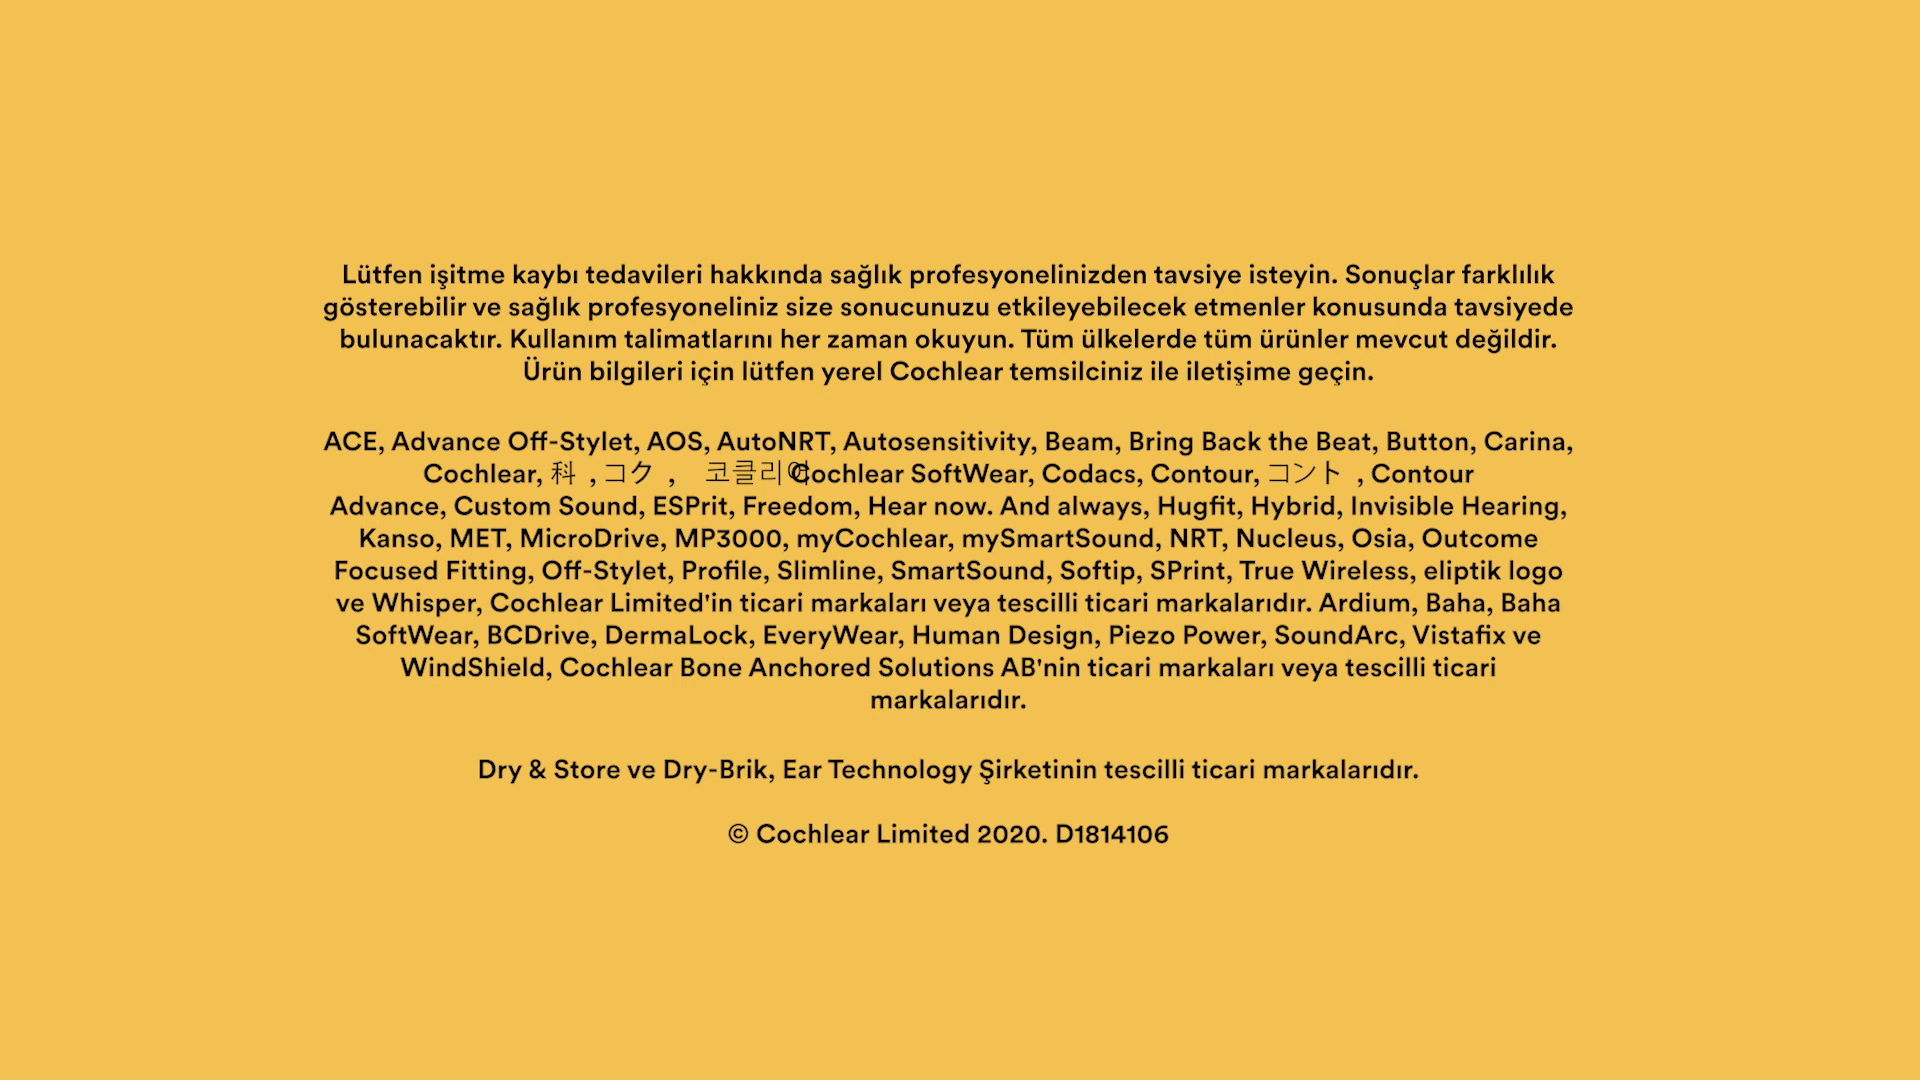 Lütfen işitme kaybı tedavileri hakkında sağlık profesyonelinizden tavsiye isteyin. Sonuçlar farklılık
gösterebilir ve sağlık profesyoneliniz size sonucunuzu etkileyebilecek etmenler konusunda tavsiyede
bulunacaktır. Kullanım talimatlarını her zaman okuyun. Tüm ülkelerde tüm ürünler mevcut değildir.
Ürün bilgileri için lütfen yerel Cochlear temsilciniz ile iletişime geçin.
ACE, Advance Off-Stylet, AOS, AutoNRT, Autosensitivity, Beam, Bring Back the Beat, Button, Carina,
Cochlear, 科 , コク , 코클리어 Cochlear SoftWear, Codacs, Contour, コント , Contour
Advance, Custom Sound, ESPrit, Freedom, Hear now. And always, Hugfit, Hybrid, Invisible Hearing,
Kanso, MET, MicroDrive, MP3000, myCochlear, mySmartSound, NRT, Nucleus, Osia, Outcome
Focused Fitting, Off-Stylet, Profile, Slimline, SmartSound, Softip, SPrint, True Wireless, eliptik logo
ve Whisper, Cochlear Limited'in ticari markaları veya tescilli ticari markalarıdır. Ardium, Baha, Baha
SoftWear, BCDrive, DermaLock, EveryWear, Human Design, Piezo Power, SoundArc, Vistafix ve
WindShield, Cochlear Bone Anchored Solutions AB'nin ticari markaları veya tescilli ticari
markalarıdır.
Dry & Store ve Dry-Brik, Ear Technology Şirketinin tescilli ticari markalarıdır.
© Cochlear Limited 2020. D1814106